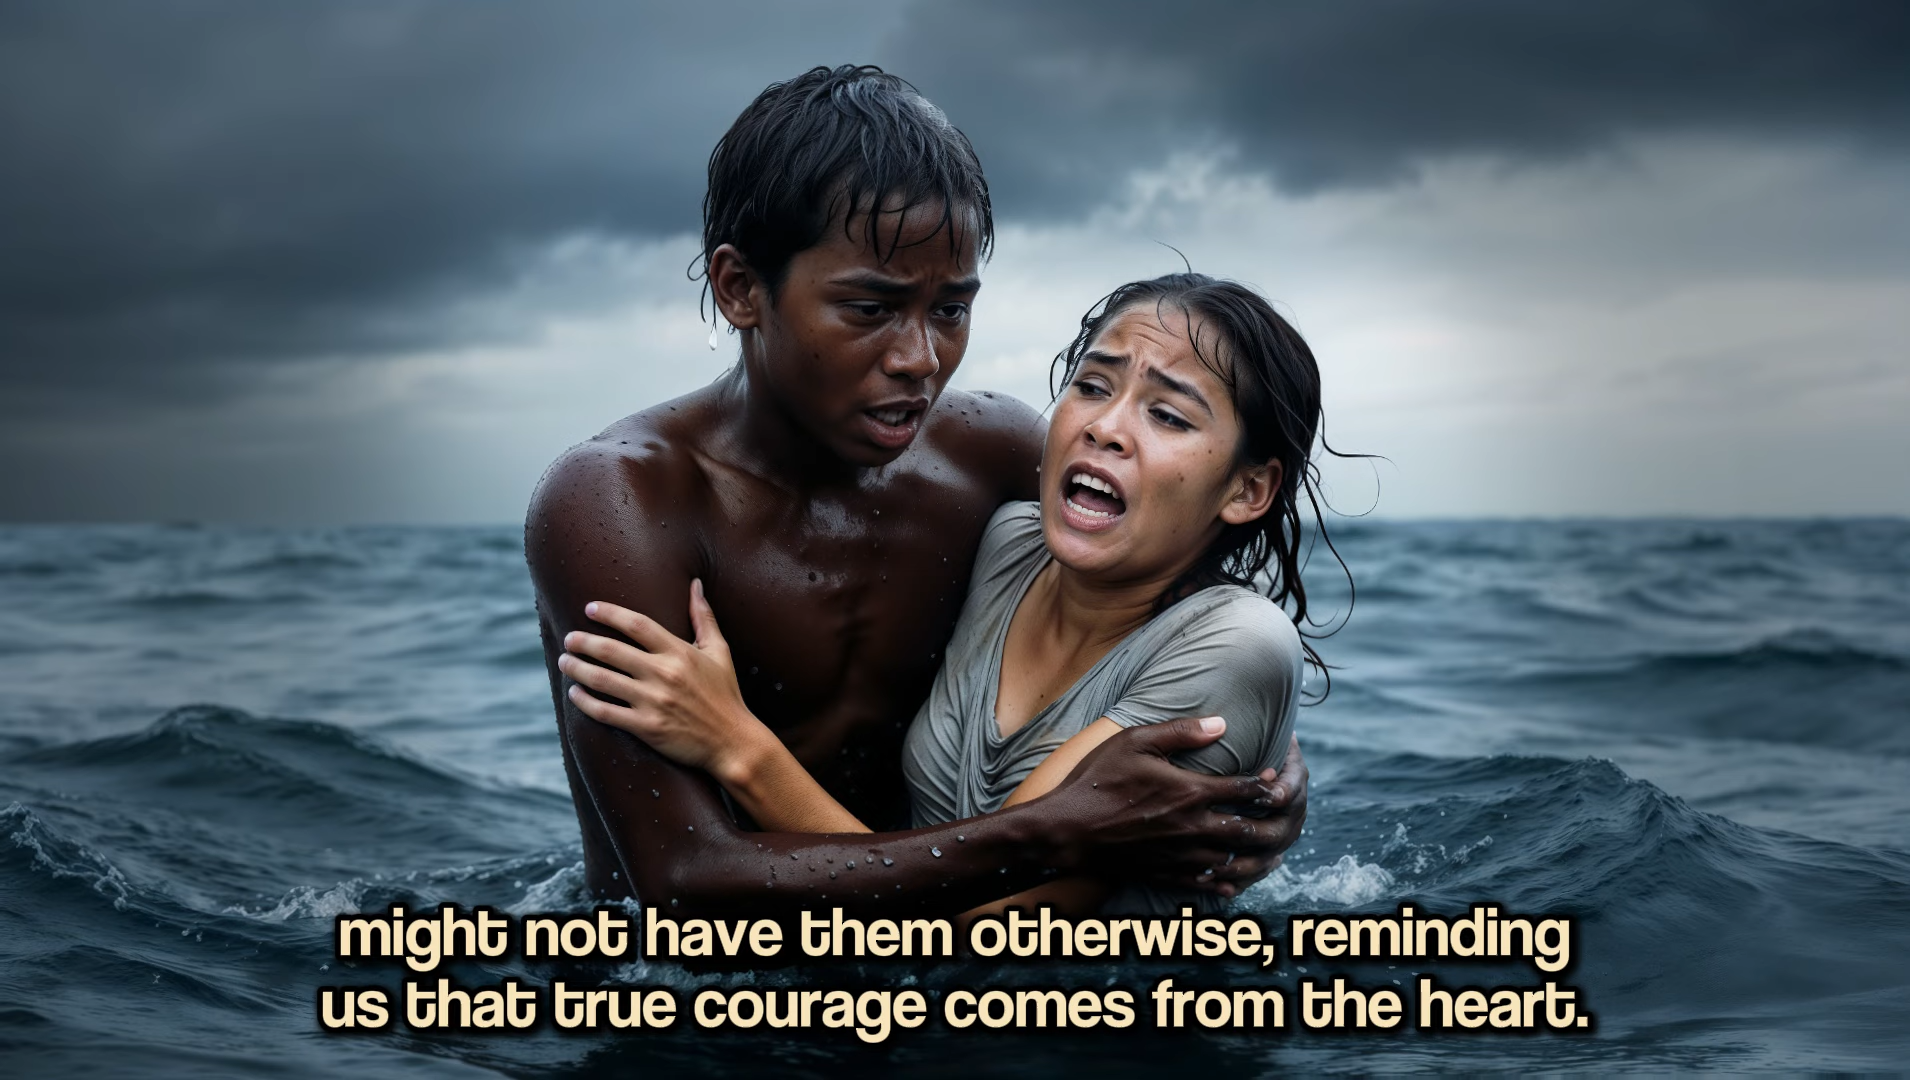 might not have them otherwise, reminding
us that true courage comes from the heart.